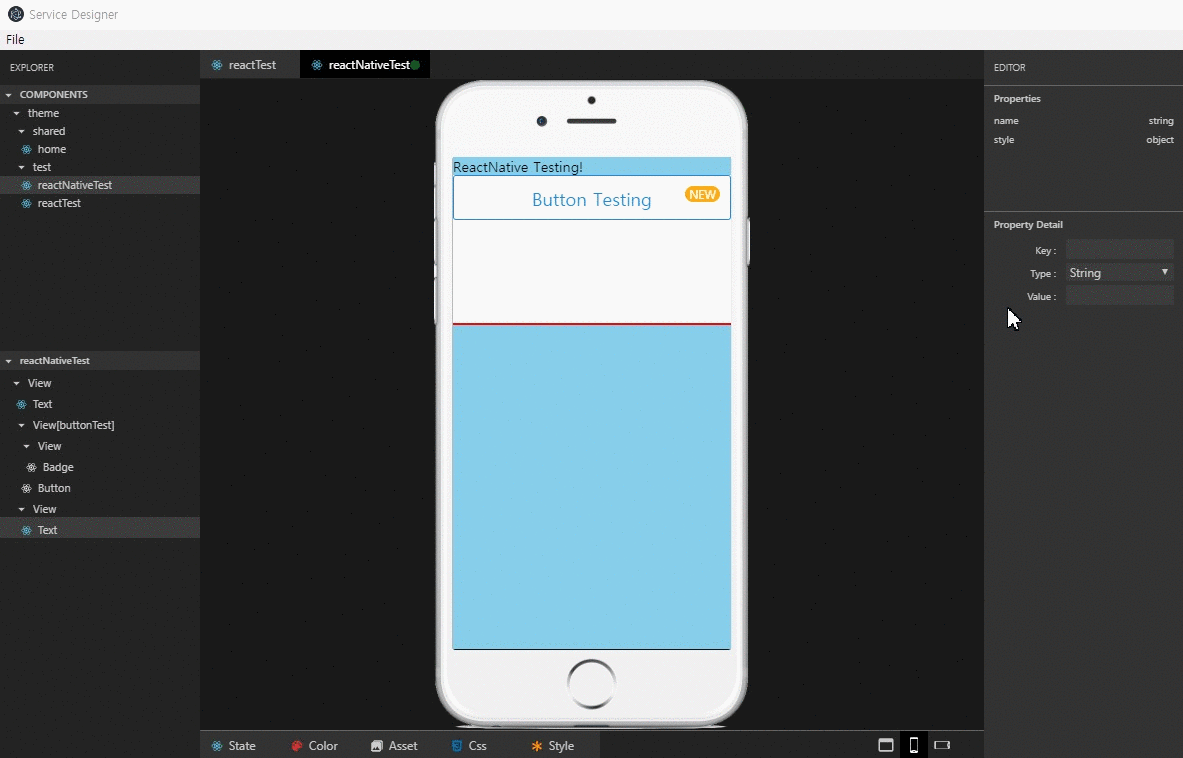 Service Designer
File
EXPLORER
COMPONENTS
theme
shared
home
test
reactNativeTest
reactTest
reactNativeTest
View
Text
View[buttonTest]
View
Badge
Button
View
Text
reactTest
reactNativeTest
ReactNative Testing!
Button Testing
NEW
State
Color
Asset
Css
Style
EDITOR
Properties
name string
style object
Property Detail
Key :
Type : String
Value :